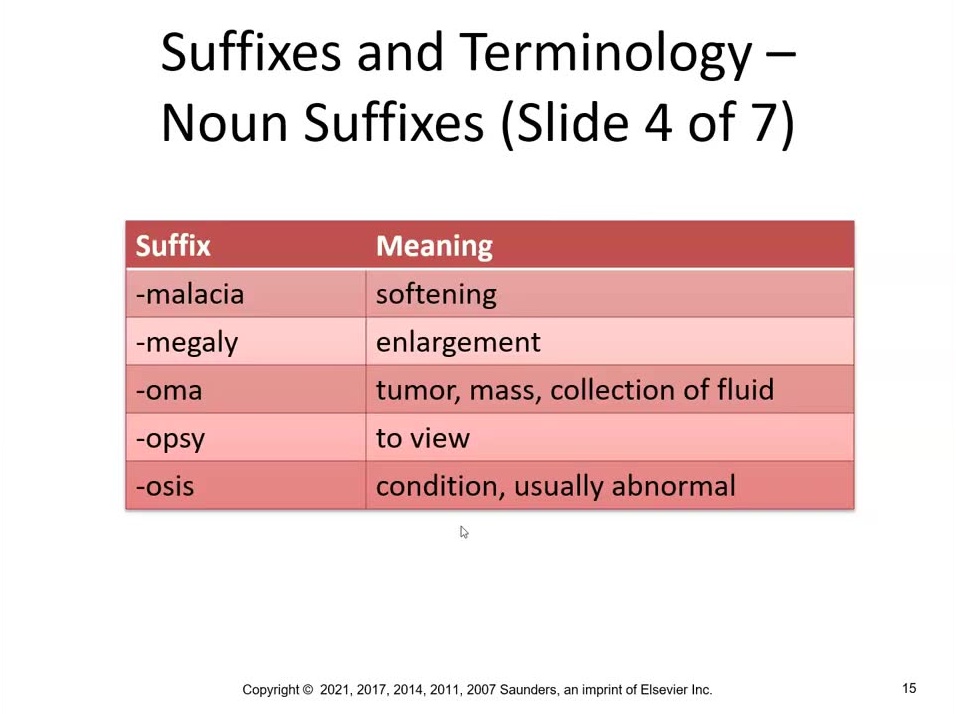 Suffixes and Terminology –
Noun Suffixes (Slide 4 of 7)
Suffix Meaning
-malacia softening
-megaly enlargement
-oma tumor, mass, collection of fluid
-opsy to view
-osis condition, usually abnormal
Copyright © 2021, 2017, 2014, 2011, 2007 Saunders, an imprint of Elsevier Inc. 15